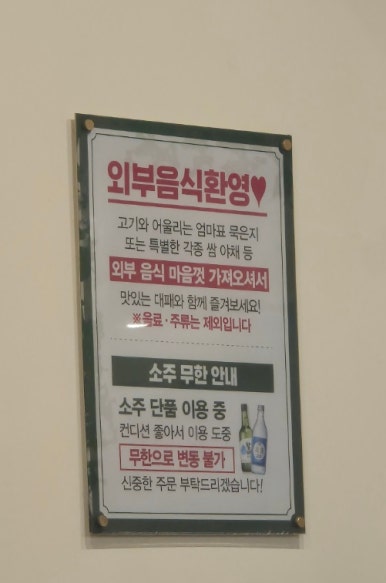 외부음식환영♥
고기와 어울리는 엄마표 묵은지
또는 특별한 각종 쌈 야채 등
외부 음식 마음껏 가져오셔서
맛있는 대패와 함께 즐겨보세요!
※음료·주류는 제외입니다
소주 무한 안내
소주 단품 이용 중
컨디션 좋아서 이용 도중
무한으로 변동 불가
신중한 주문 부탁드리겠습니다!